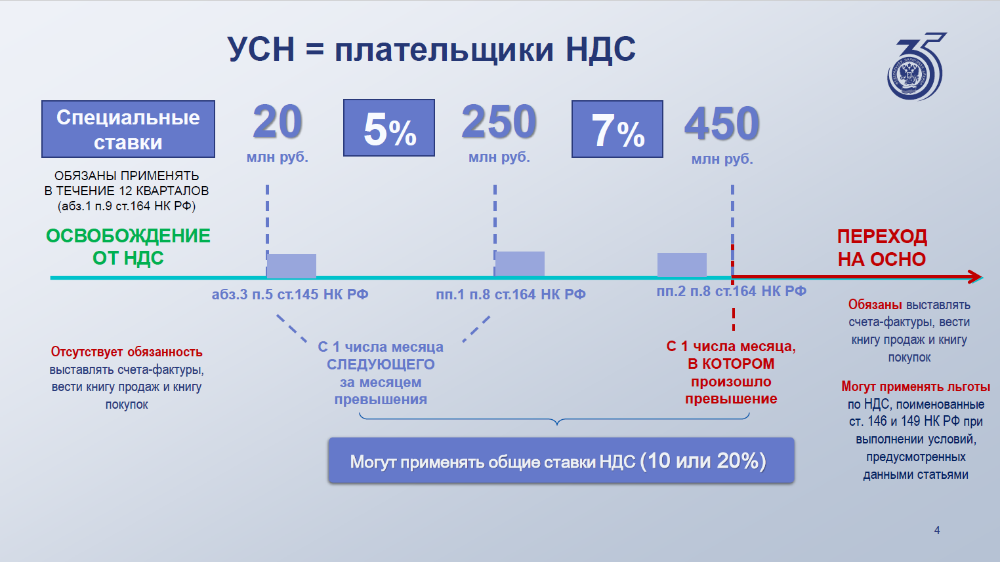 УСН = плательщики НДС
Специальные
ставки
20
млн руб.
5%
250
млн руб.
7%
450
млн руб.
ОБЯЗАНЫ ПРИМЕНЯТЬ
В ТЕЧЕНИЕ 12 КВАРТАЛОВ
(абз.1 п.9 ст.164 НК РФ)
ОСВОБОЖДЕНИЕ
ОТ НДС
ПЕРЕХОД
НА ОСНО
абз.3 п.5 ст.145 НК РФ
пп.1 п.8 ст.164 НК РФ
пп.2 п.8 ст.164 НК РФ
Отсутствует обязанность
выставлять счета-фактуры,
вести книгу продаж и книгу
покупок
С 1 числа месяца
СЛЕДУЮЩЕГО
за месяцем
превышения
С 1 числа месяца,
В КОТОРОМ
произошло
превышение
Обязаны выставлять
счета-фактуры, вести
книгу продаж и книгу
покупок
Могут применять льготы
по НДС, поименованные
ст. 146 и 149 НК РФ при
выполнении условий,
предусмотренных
данными статьями
Могут применять общие ставки НДС (10 или 20%)
4
35